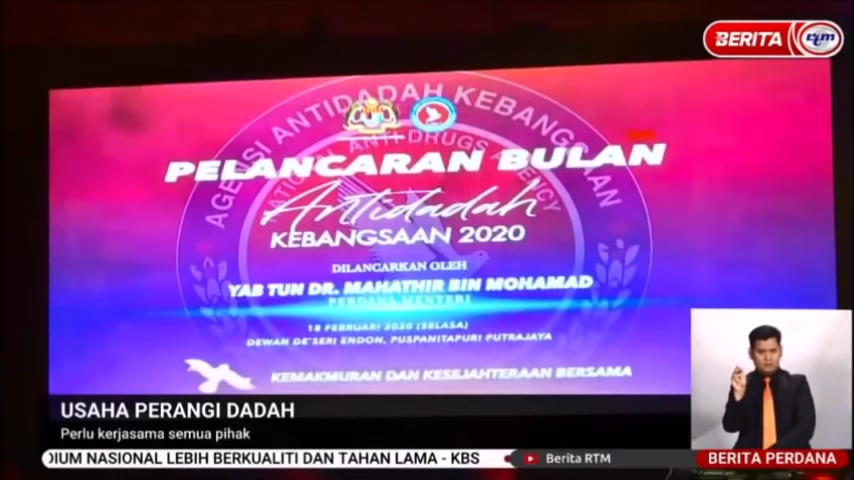 BERITA rtm
AGENSI ANTIDADAH KEBANGSAAN
NATIONAL ANTI-DRUGS AGENCY
PELANCARAN BULAN
Antidadah
KEBANGSAAN 2020
DILANCARKAN OLEH
YAB TUN DR. MAHATHIR BIN MOHAMAD
PERDANA MENTERI
18 FEBRUARI 2020 (SELASA)
DEWAN DE'SERI ENDON, PUSPANITAPURI PUTRAJAYA
KEMAKMURAN DAN KESEJAHTERAAN BERSAMA
USAHA PERANGI DADAH
Perlu kerjasama semua pihak
DIUM NASIONAL LEBIH BERKUALITI DAN TAHAN LAMA - KBS
Berita RTM
BERITA PERDANA